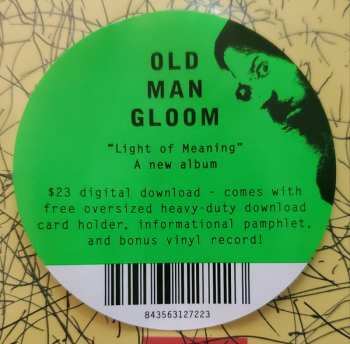 OLD
MAN
GLOOM
"Light of Meaning"
A new album
$23 digital download - comes with
free oversized heavy-duty download
card holder, informational pamphlet,
and bonus vinyl record!
843563127223